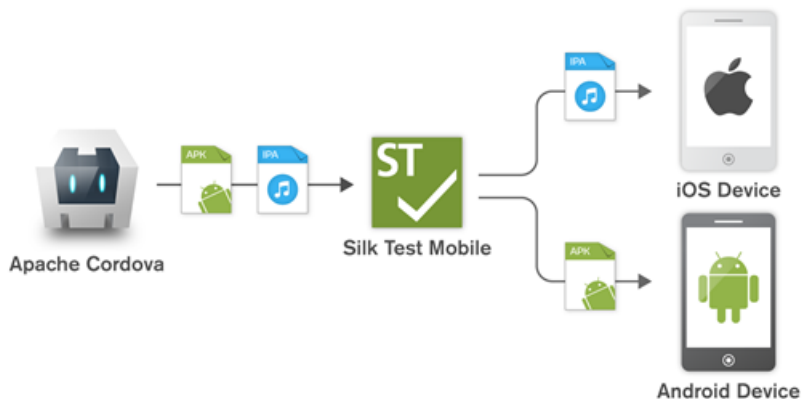 Apache Cordova
APK
IPA
ST
Silk Test Mobile
IPA
iOS Device
APK
Android Device